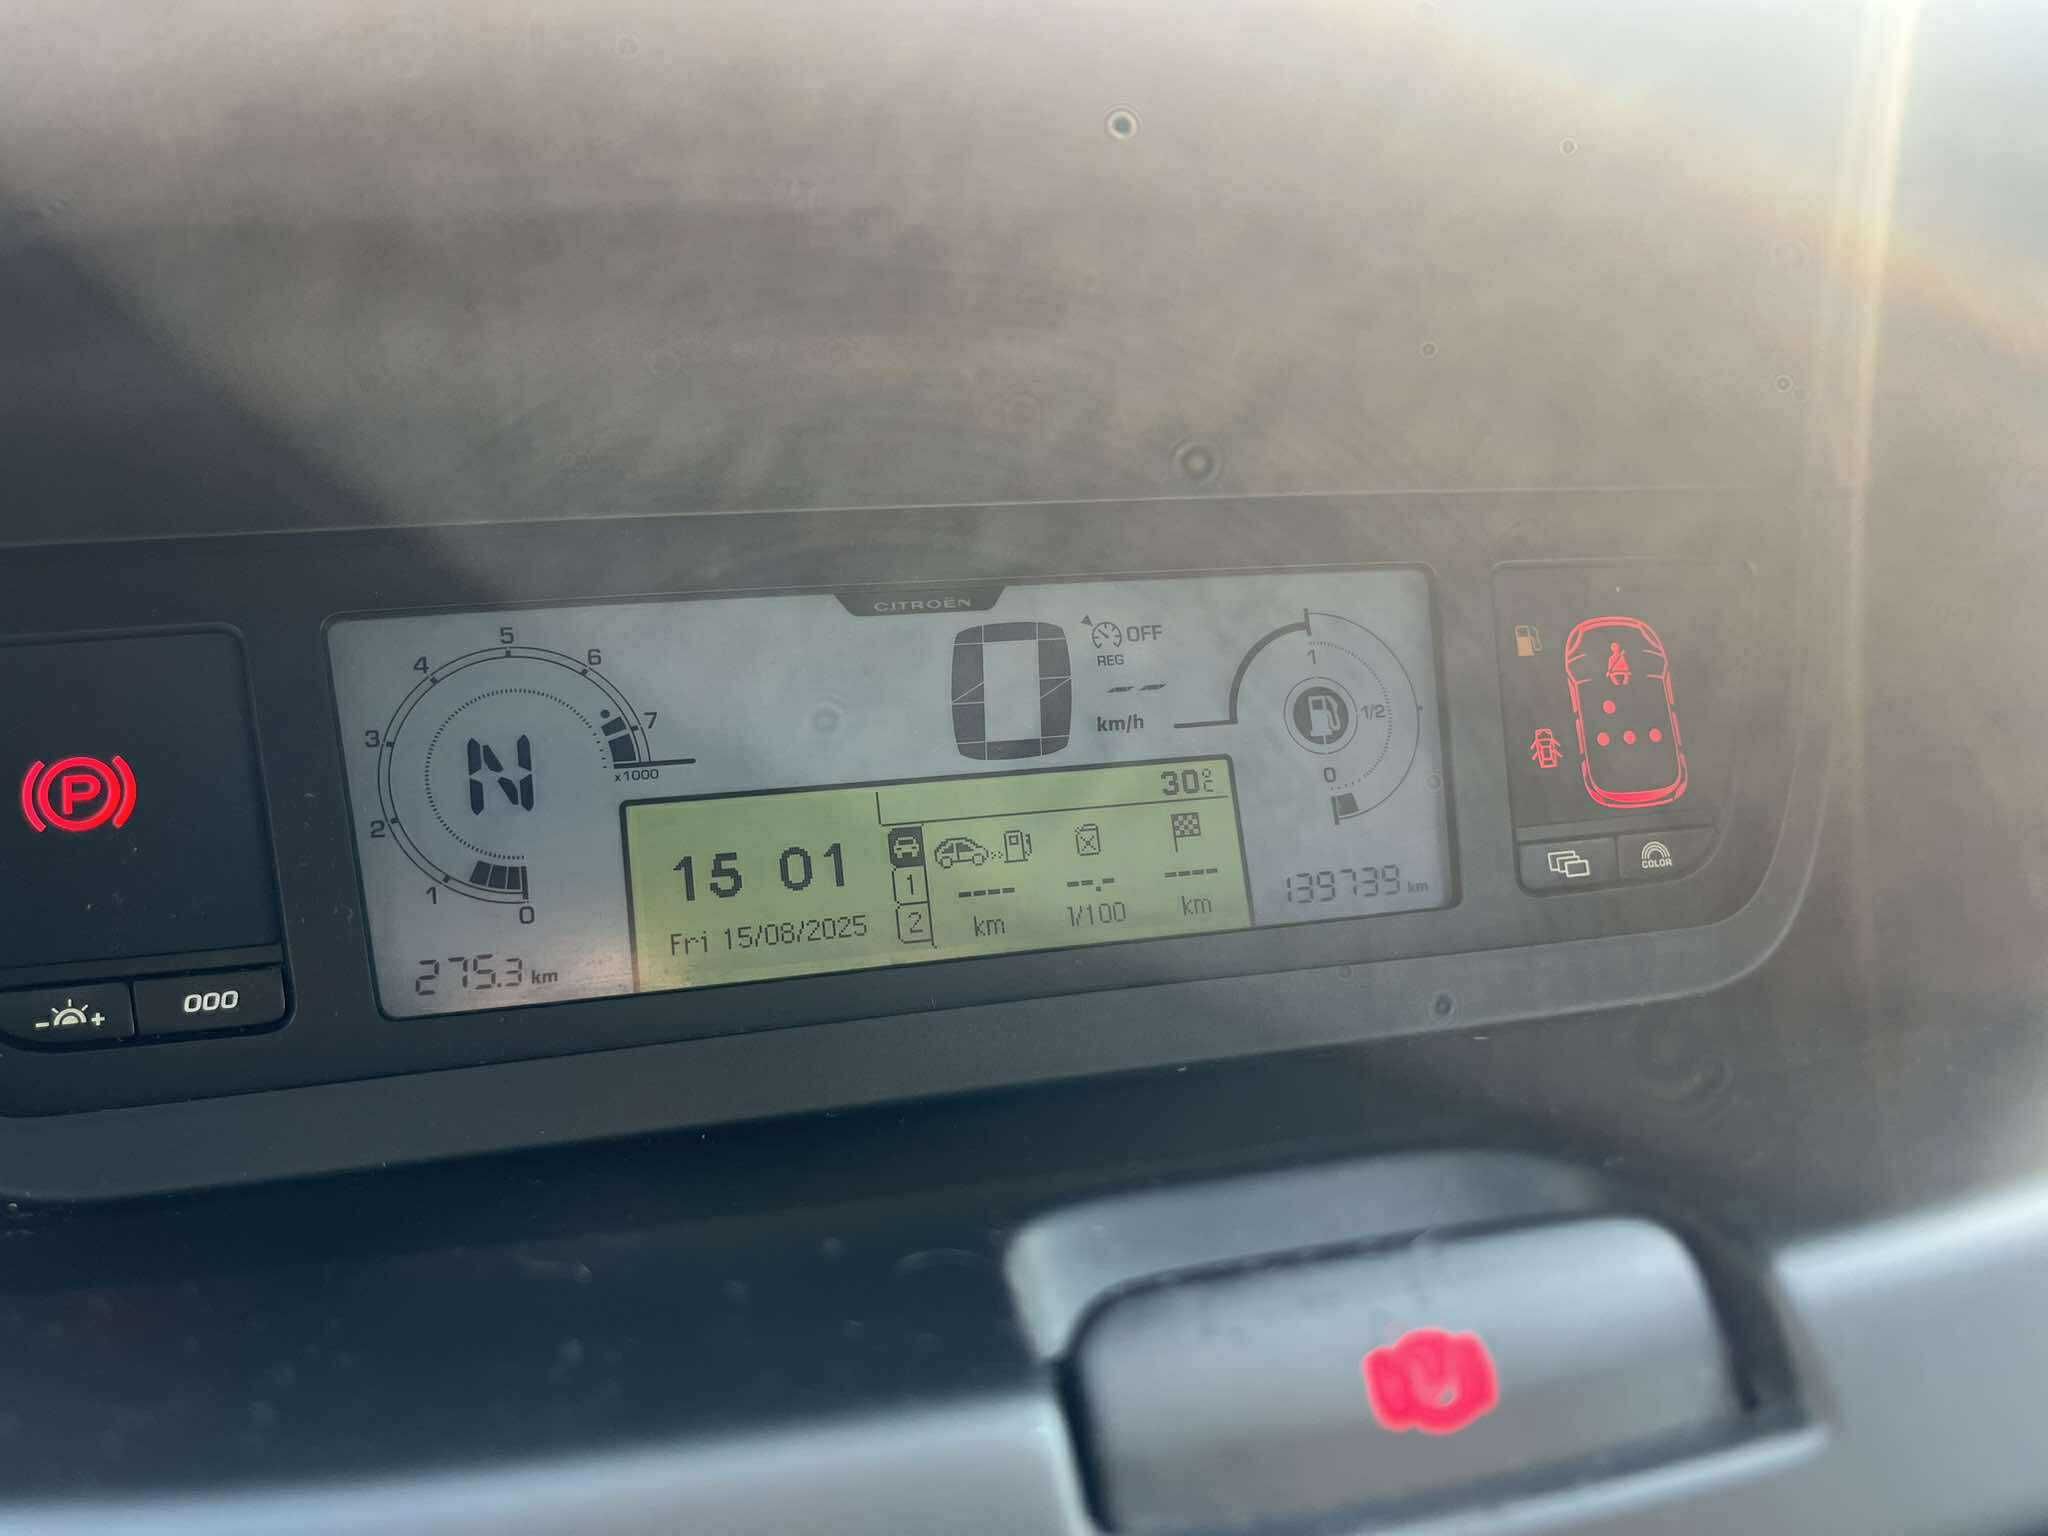 CITROËN
5
4
6
3
7
2
x1000
1
0
N
275.3 km
0
OFF
REG
-- 
km/h
1
1/2
0
30°C
15 01
Fri 15/08/2025
1
2
----
km
--.-
l/100
----
km
139739 km
P
- +
000
COLOR